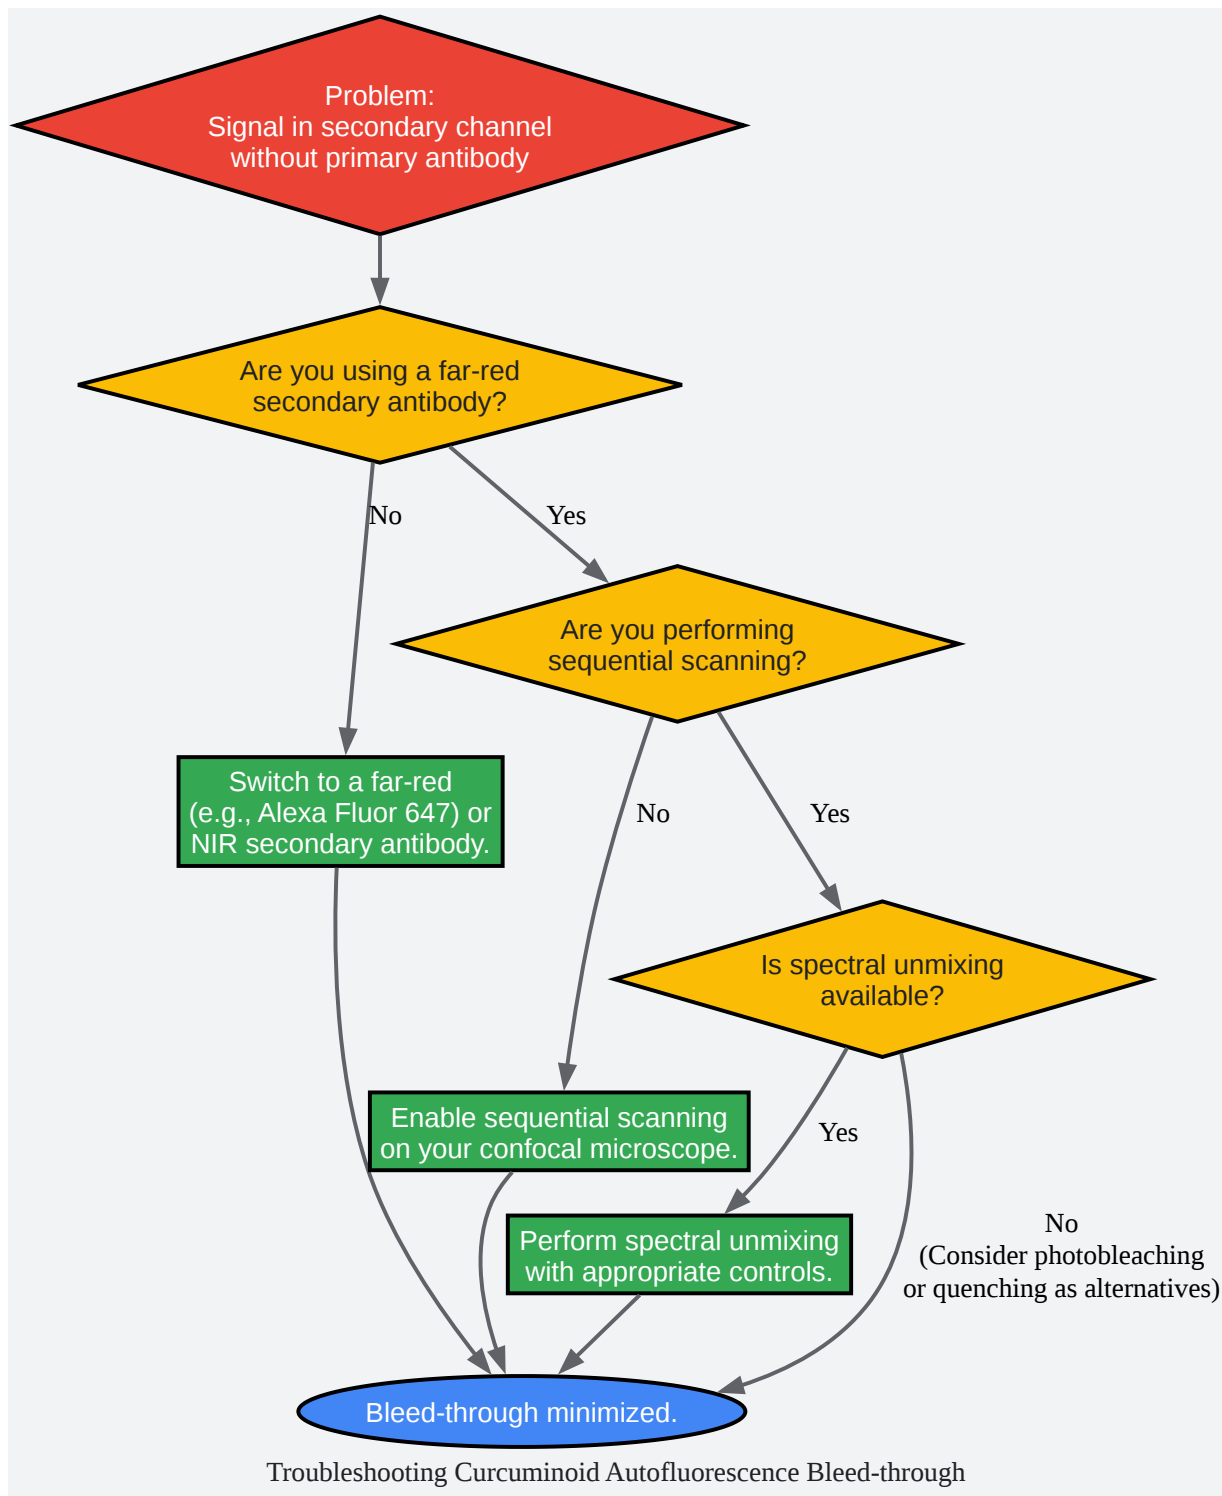 Problem:
Signal in secondary channel
without primary antibody
Are you using a far-red
secondary antibody?
No
Yes
Are you performing
sequential scanning?
Switch to a far-red
(e.g., Alexa Fluor 647) or
NIR secondary antibody.
No
Yes
Is spectral unmixing
available?
Enable sequential scanning
on your confocal microscope.
Yes
No
(Consider photobleaching
or quenching as alternatives)
Perform spectral unmixing
with appropriate controls.
Bleed-through minimized.
Troubleshooting Curcuminoid Autofluorescence Bleed-through